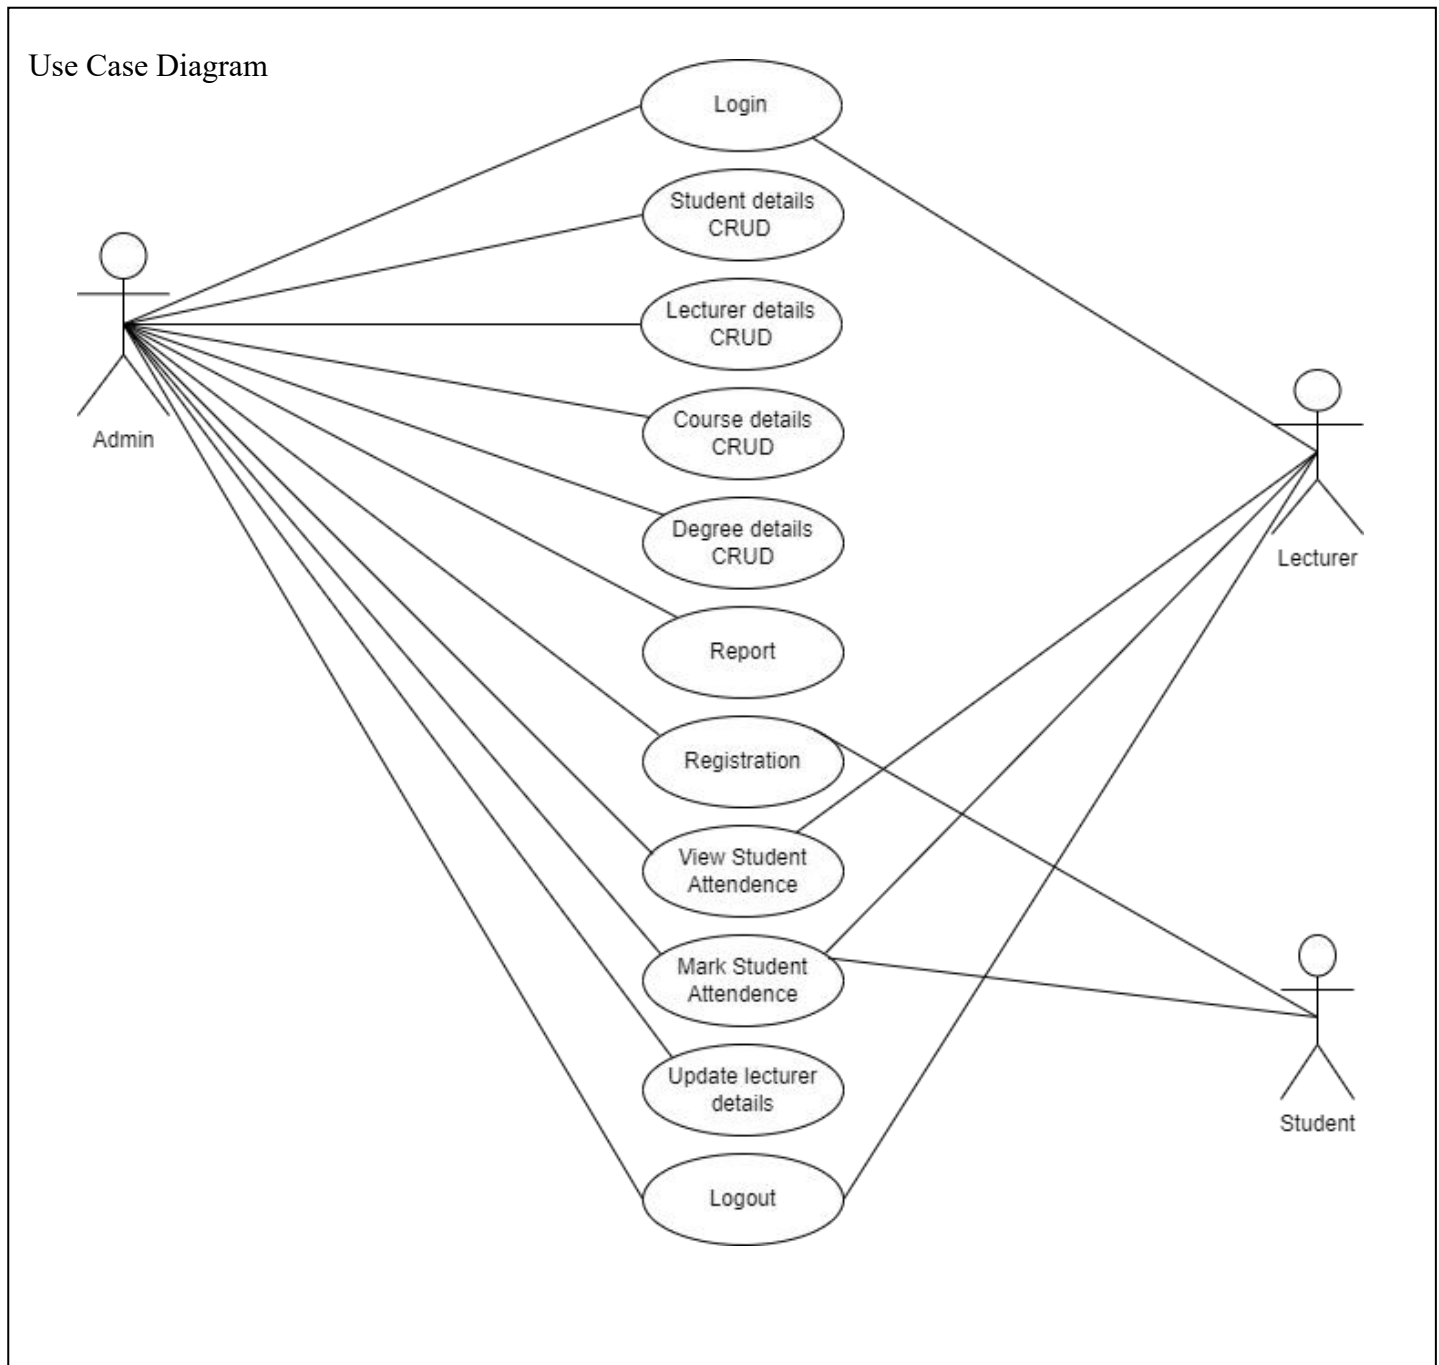 Use Case Diagram
Login
Student details
CRUD
Lecturer details
CRUD
Admin
Course details
CRUD
Degree details
CRUD
Lecturer
Report
Registration
View Student
Attendence
Mark Student
Attendence
Update lecturer
details
Student
Logout